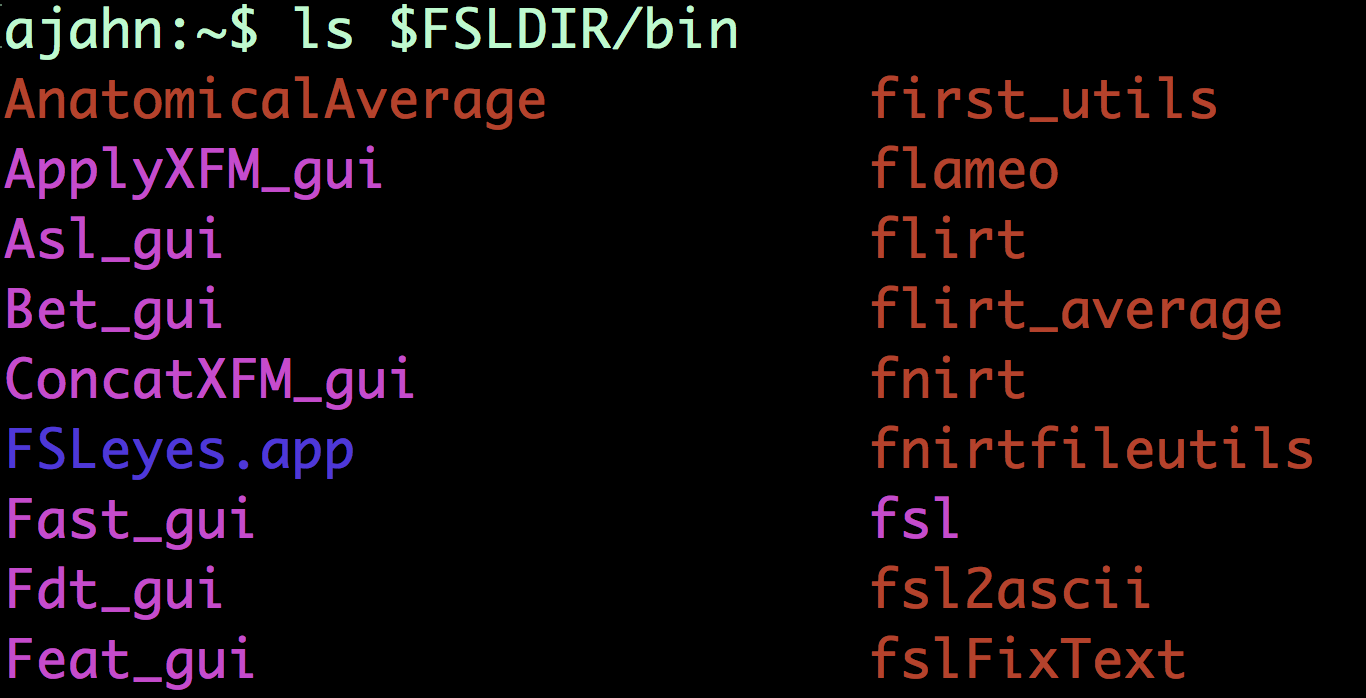 ajahn:~$ ls $FSLDIR/bin
AnatomicalAverage first_utils
ApplyXFM_gui flameo
Asl_gui flirt
Bet_gui flirt_average
ConcatXFM_gui fnirt
FSLeyes.app fnirtfileutils
Fast_gui fsl
Fdt_gui fsl2ascii
Feat_gui fslFixText